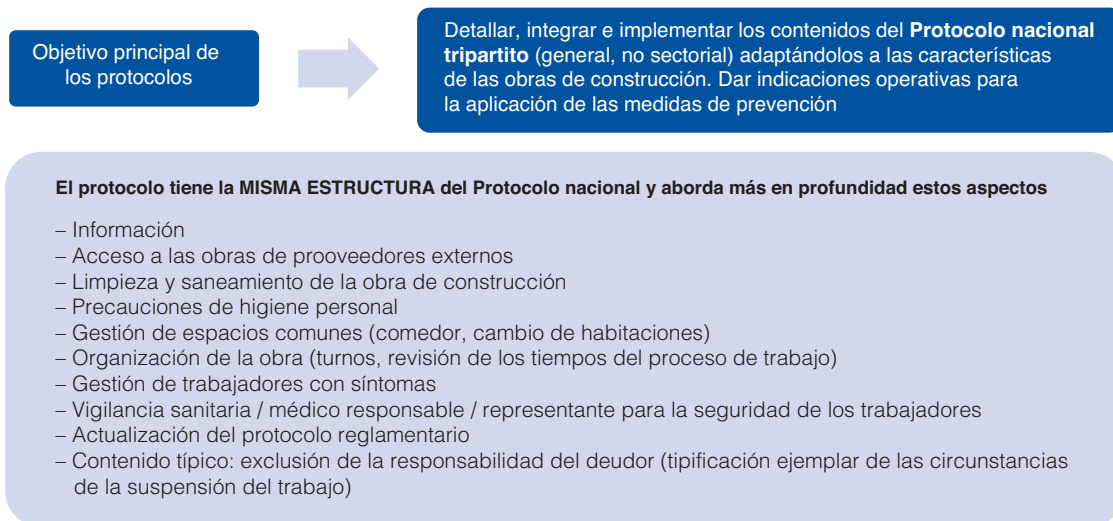 Objetivo principal de
los protocolos
Detallar, integrar e implementar los contenidos del Protocolo nacional
tripartito (general, no sectorial) adaptándolos a las características
de las obras de construcción. Dar indicaciones operativas para
la aplicación de las medidas de prevención
El protocolo tiene la MISMA ESTRUCTURA del Protocolo nacional y aborda más en profundidad estos aspectos
– Información
– Acceso a las obras de prooveedores externos
– Limpieza y saneamiento de la obra de construcción
– Precauciones de higiene personal
– Gestión de espacios comunes (comedor, cambio de habitaciones)
– Organización de la obra (turnos, revisión de los tiempos del proceso de trabajo)
– Gestión de trabajadores con síntomas
– Vigilancia sanitaria / médico responsable / representante para la seguridad de los trabajadores
– Actualización del protocolo reglamentario
– Contenido típico: exclusión de la responsabilidad del deudor (tipificación ejemplar de las circunstancias
de la suspensión del trabajo)